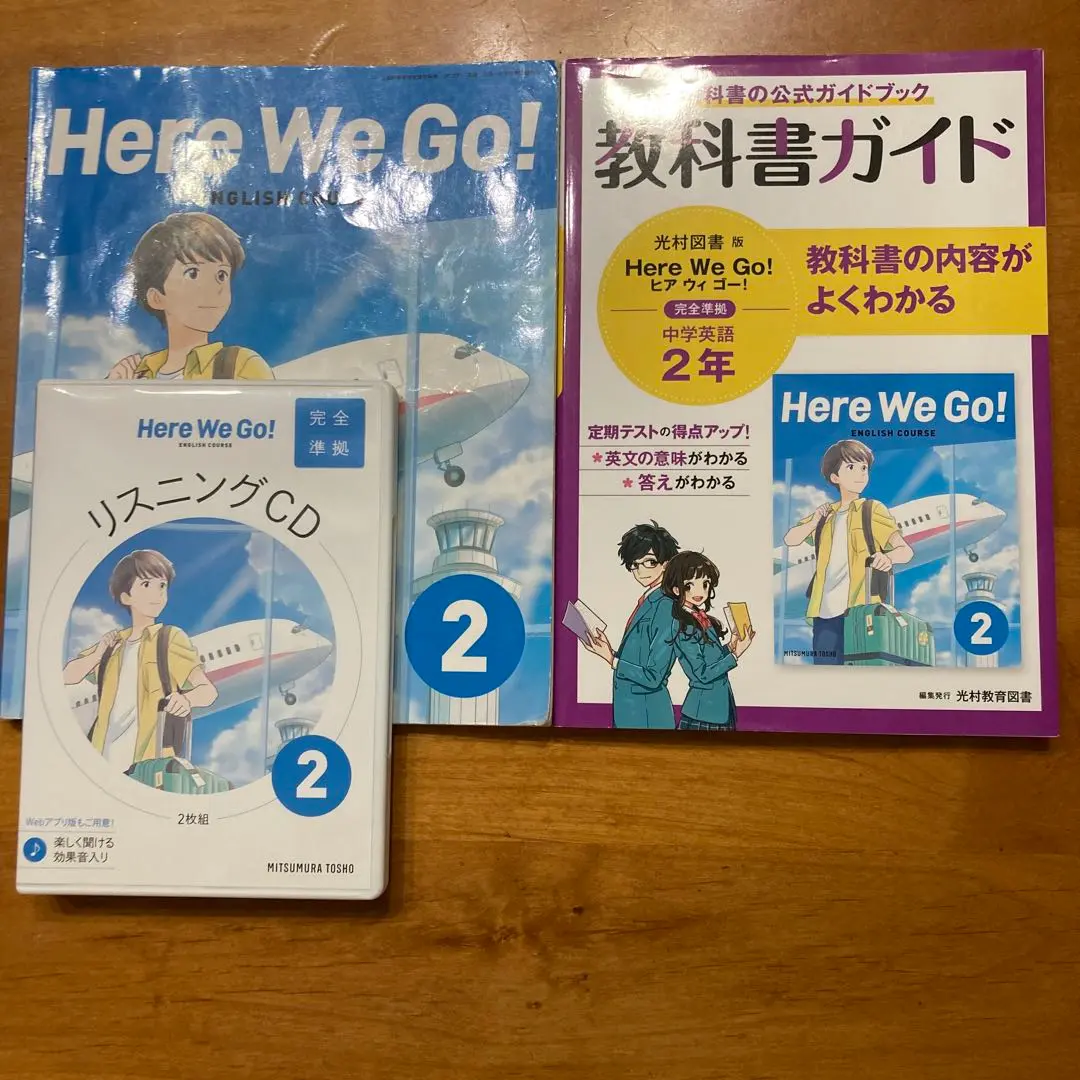 Here We Go!
ENGLISH COURSE
2
Here We Go!
ENGLISH COURSE
完全
準拠
リスニングCD
2
2枚組
Webアプリ版もご用意!
楽しく聞ける
効果音入り
MITSUMURA TOSHO
科書の公式ガイドブック
教科書ガイド
光村図書 版
Here We Go!
ヒア ウィ ゴー!
完全準拠
中学英語
2年
教科書の内容が
よくわかる
定期テストの得点アップ!
*英文の意味がわかる
*答えがわかる
Here We Go!
ENGLISH COURSE
2
MITSUMURA TOSHO
編集発行 光村教育図書